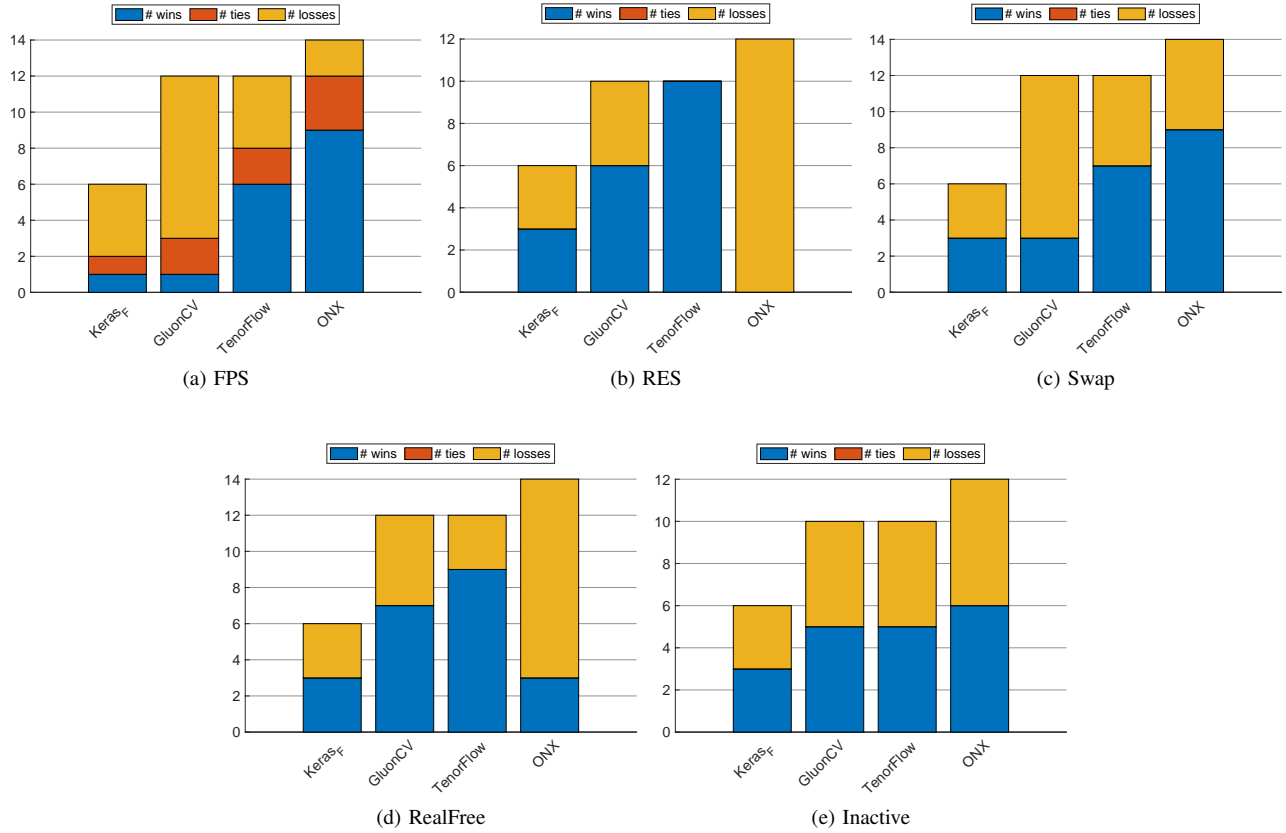 # wins # ties # losses
14
12
10
8
6
4
2
0
Keras_F GluonCV TenorFlow ONX
(a) FPS
# wins # ties # losses
12
10
8
6
4
2
0
Keras_F GluonCV TenorFlow ONX
(b) RES
# wins # ties # losses
14
12
10
8
6
4
2
0
Keras_F GluonCV TenorFlow ONX
(c) Swap
# wins # ties # losses
14
12
10
8
6
4
2
0
Keras_F GluonCV TenorFlow ONX
(d) RealFree
# wins # ties # losses
12
10
8
6
4
2
0
Keras_F GluonCV TenorFlow ONX
(e) Inactive